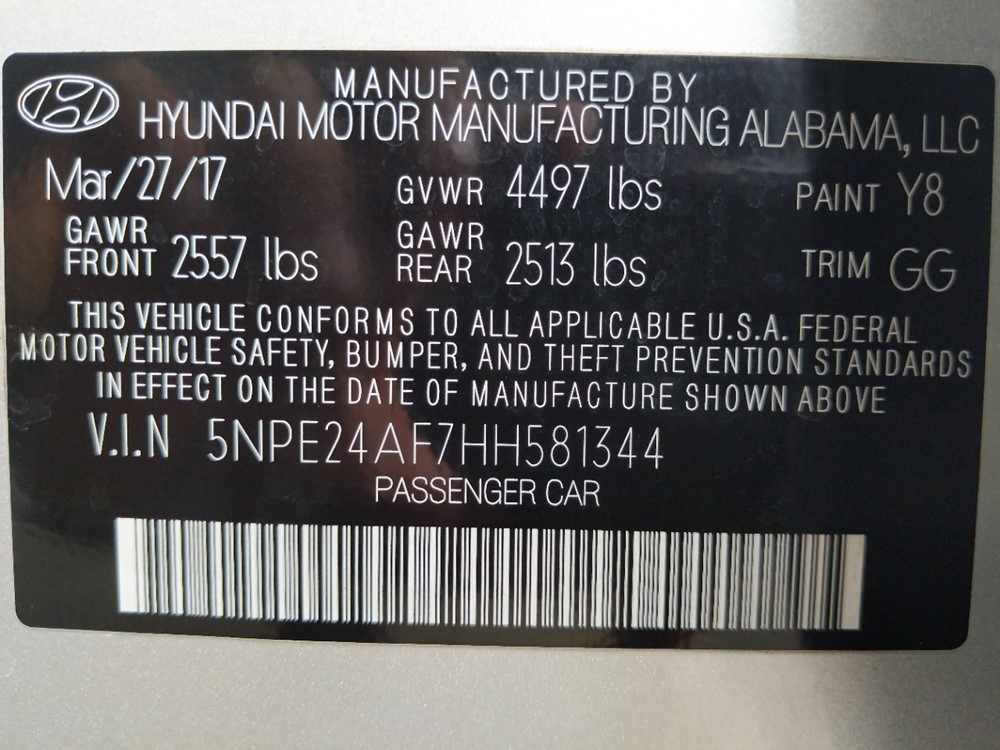 MANUFACTURED BY
HYUNDAI MOTOR MANUFACTURING ALABAMA, LLC
Mar/27/17 GVWR 4497 lbs PAINT Y8
GAWR FRONT 2557 lbs GAWR REAR 2513 lbs TRIM GG
THIS VEHICLE CONFORMS TO ALL APPLICABLE U.S.A. FEDERAL
MOTOR VEHICLE SAFETY, BUMPER, AND THEFT PREVENTION STANDARDS
IN EFFECT ON THE DATE OF MANUFACTURE SHOWN ABOVE
V.I.N 5NPE24AF7HH581344
PASSENGER CAR